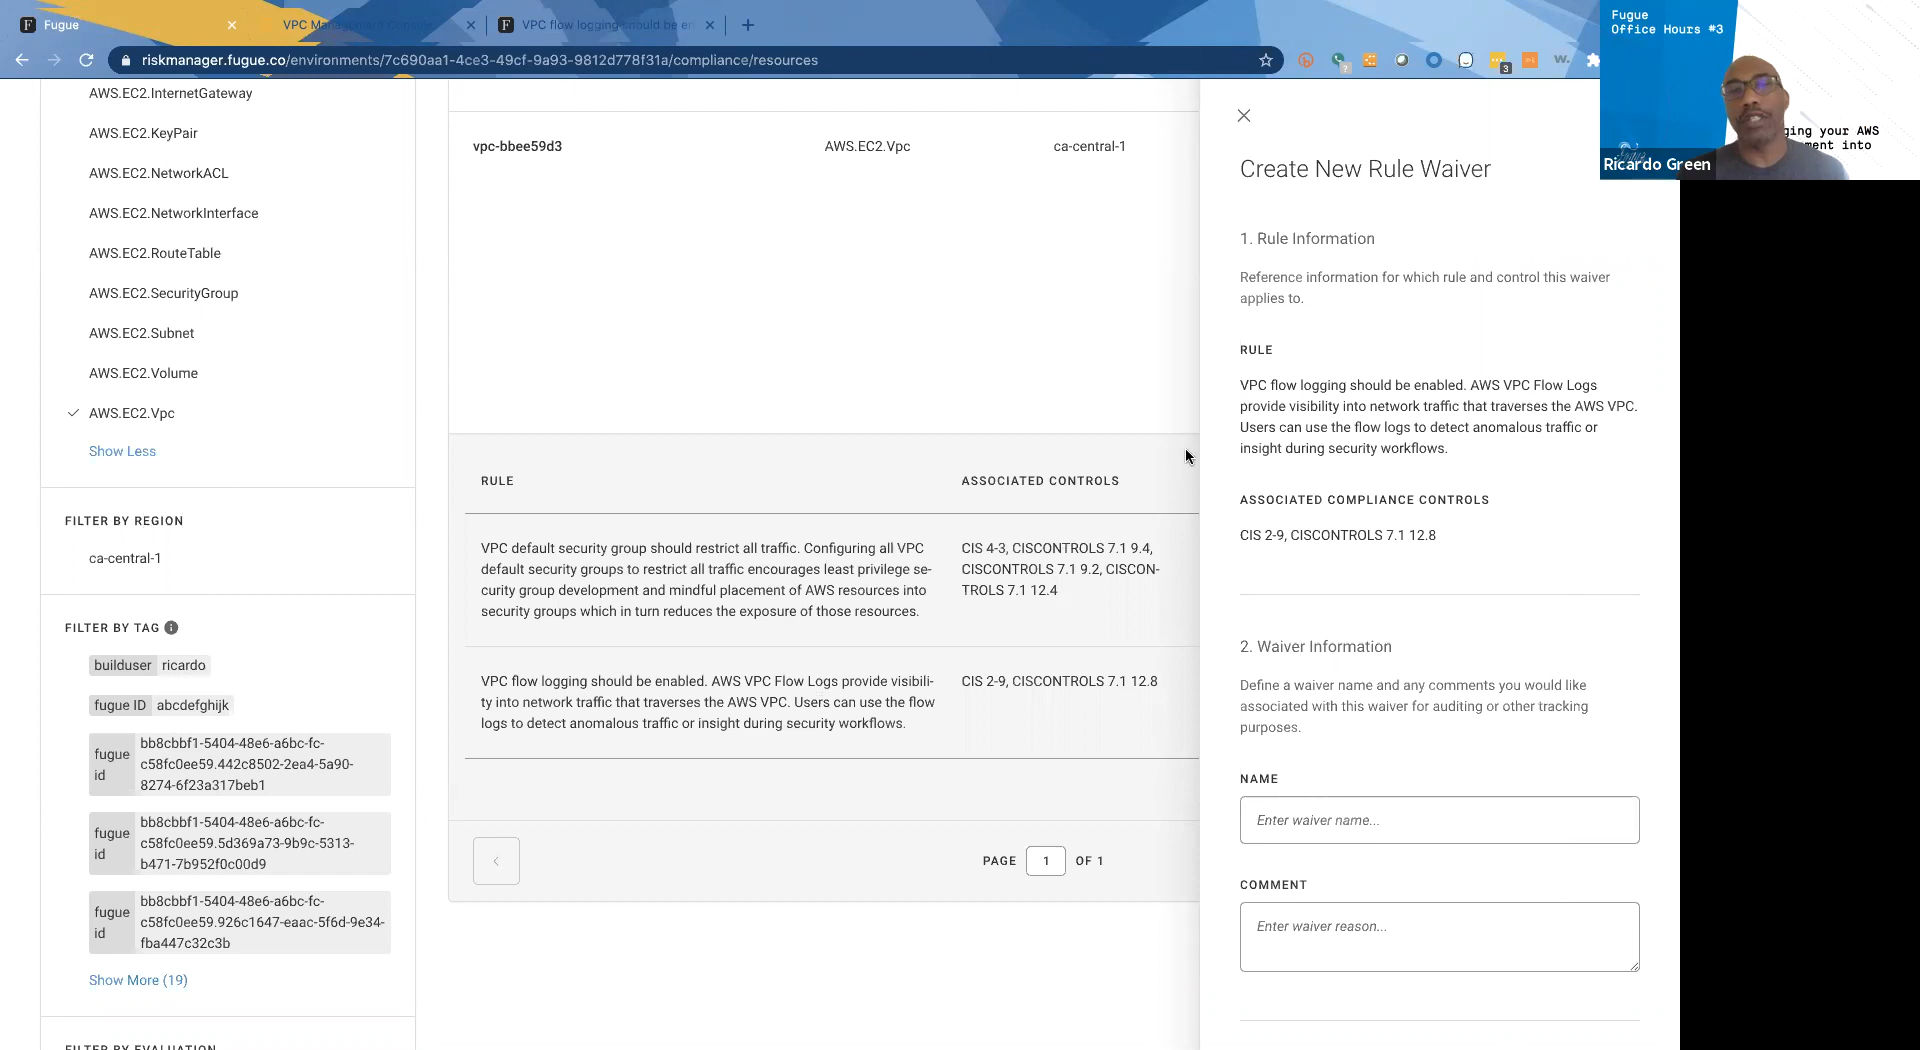 Fugue
VPC Management Console
VPC flow logging should be en
riskmanager.fugue.co/environments/7c690aa1-4ce3-49cf-9a93-9812d778f31a/compliance/resources
7
3
W.
Fugue
Office Hours #3
ging your AWS
ment into
Ricardo Green
AWS.EC2.InternetGateway
AWS.EC2.KeyPair
AWS.EC2.NetworkACL
AWS.EC2.NetworkInterface
AWS.EC2.RouteTable
AWS.EC2.SecurityGroup
AWS.EC2.Subnet
AWS.EC2.Volume
AWS.EC2.Vpc
Show Less
FILTER BY REGION
ca-central-1
FILTER BY TAG
builduser ricardo
fugue ID abcdefghijk
fugue id
bb8cbbf1-5404-48e6-a6bc-fc-
c58fc0ee59.442c8502-2ea4-5a90-
8274-6f23a317beb1
fugue id
bb8cbbf1-5404-48e6-a6bc-fc-
c58fc0ee59.5d369a73-9b9c-5313-
b471-7b952f0c00d9
fugue id
bb8cbbf1-5404-48e6-a6bc-fc-
c58fc0ee59.926c1647-eaac-5f6d-9e34-
fba447c32c3b
Show More (19)
FILTER BY EVALUATION
vpc-bbee59d3 AWS.EC2.Vpc ca-central-1
RULE ASSOCIATED CONTROLS
VPC default security group should restrict all traffic. Configuring all VPC
default security groups to restrict all traffic encourages least privilege se-
curity group development and mindful placement of AWS resources into
security groups which in turn reduces the exposure of those resources.
CIS 4-3, CISCONTROLS 7.1 9.4,
CISCONTROLS 7.1 9.2, CISCON-
TROLS 7.1 12.4
VPC flow logging should be enabled. AWS VPC Flow Logs provide visibili-
ty into network traffic that traverses the AWS VPC. Users can use the flow
logs to detect anomalous traffic or insight during security workflows.
CIS 2-9, CISCONTROLS 7.1 12.8
PAGE 1 OF 1
Create New Rule Waiver
1. Rule Information
Reference information for which rule and control this waiver
applies to.
RULE
VPC flow logging should be enabled. AWS VPC Flow Logs
provide visibility into network traffic that traverses the AWS VPC.
Users can use the flow logs to detect anomalous traffic or
insight during security workflows.
ASSOCIATED COMPLIANCE CONTROLS
CIS 2-9, CISCONTROLS 7.1 12.8
2. Waiver Information
Define a waiver name and any comments you would like
associated with this waiver for auditing or other tracking
purposes.
NAME
Enter waiver name...
COMMENT
Enter waiver reason...